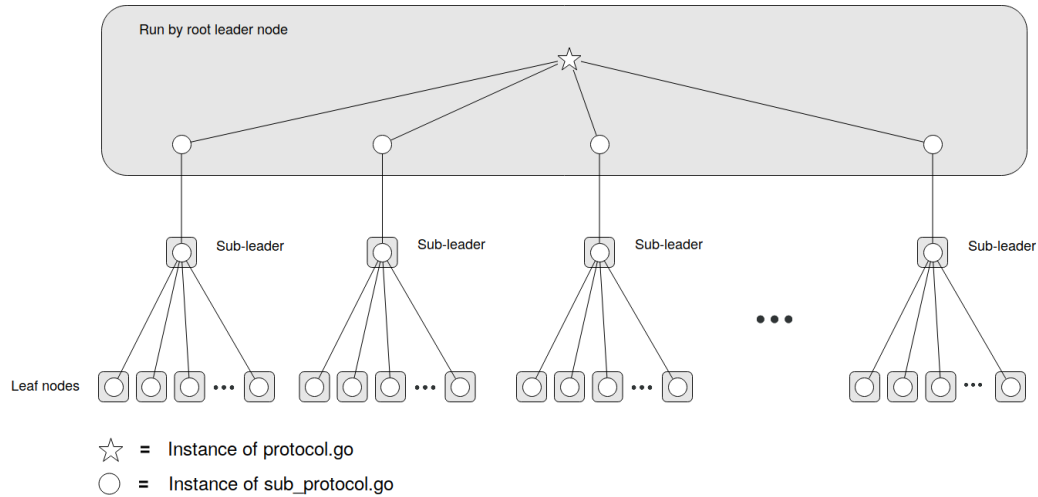 Run by root leader node
Sub-leader
Sub-leader
Sub-leader
Sub-leader
Leaf nodes
= Instance of protocol.go
= Instance of sub_protocol.go